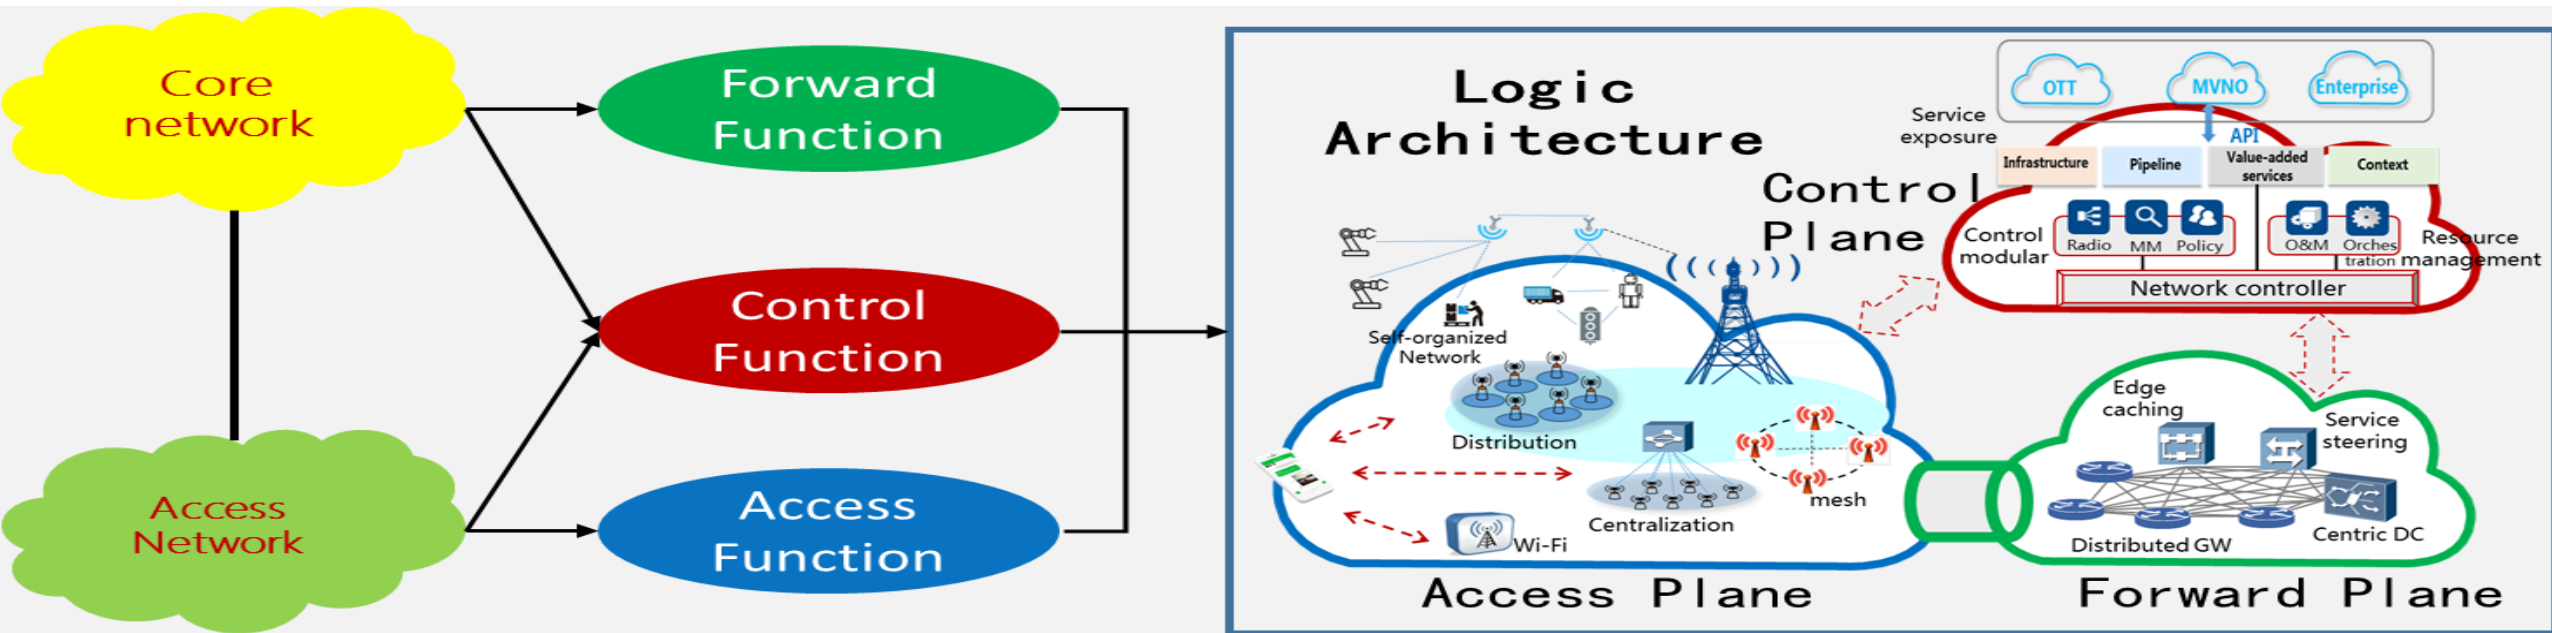 Core
network
Access
Network
Forward
Function
Control
Function
Access
Function
Logic
Architecture
Control
Plane
OTT
MVNO
Enterprise
Service
exposure
API
Infrastructure
Pipeline
Value-added
services
Context
Control
modular
Radio
MM
Policy
O&M
Orches
tration
Resource
management
Network controller
Self-organized
Network
Distribution
Centralization
mesh
Wi-Fi
Access Plane
Edge
caching
Service
steering
Distributed GW
Centric DC
Forward Plane